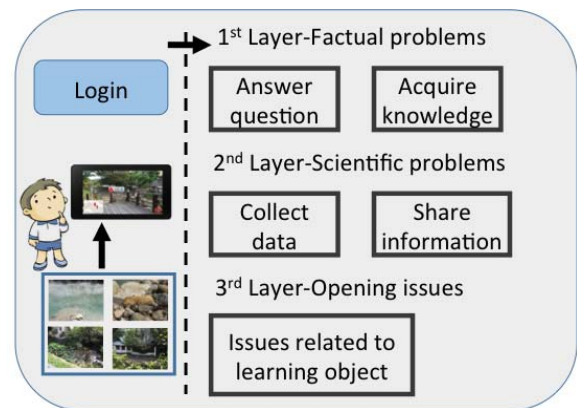 Login
1st Layer-Factual problems
Answer
question
Acquire
knowledge
2nd Layer-Scientific problems
Collect
data
Share
information
3rd Layer-Opening issues
Issues related to
learning object